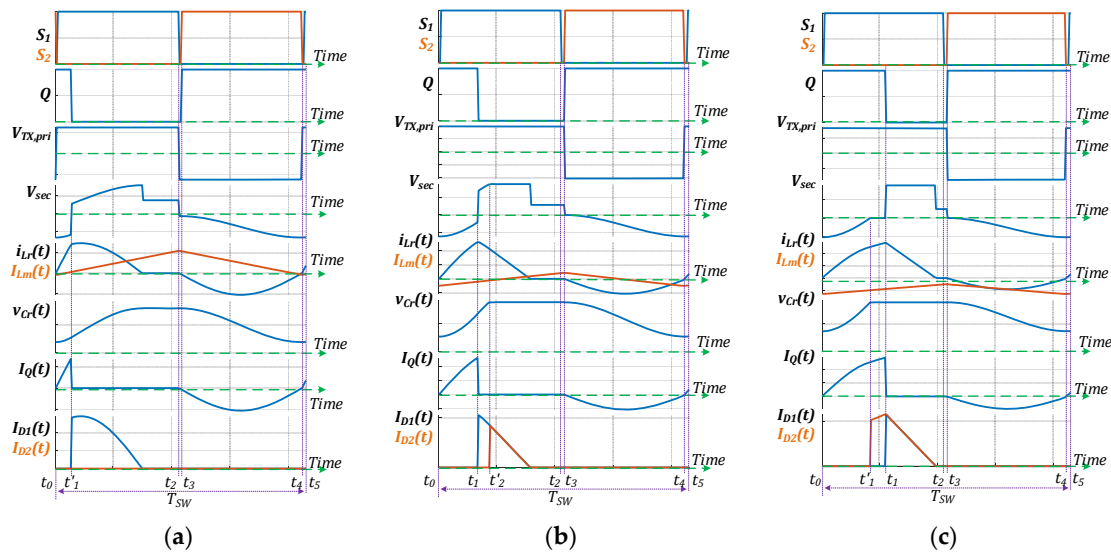 S1
S2
Time
Q
Time
VTX,pri
Time
Vsec
Time
iLr(t)
ILm(t)
Time
vCr(t)
Time
IQ(t)
Time
ID1(t)
ID2(t)
Time
t0 t'1 t2 t3 t4 t5
TSW
(a)
S1
S2
Time
Q
Time
VTX,pri
Time
Vsec
Time
iLr(t)
ILm(t)
Time
vCr(t)
Time
IQ(t)
Time
ID1(t)
ID2(t)
Time
t0 t1 t'2 t2 t3 t4 t5
TSW
(b)
S1
S2
Time
Q
Time
VTX,pri
Time
Vsec
Time
iLr(t)
ILm(t)
Time
vCr(t)
Time
IQ(t)
Time
ID1(t)
ID2(t)
Time
t0 t'1 t1 t2 t3 t4 t5
TSW
(c)